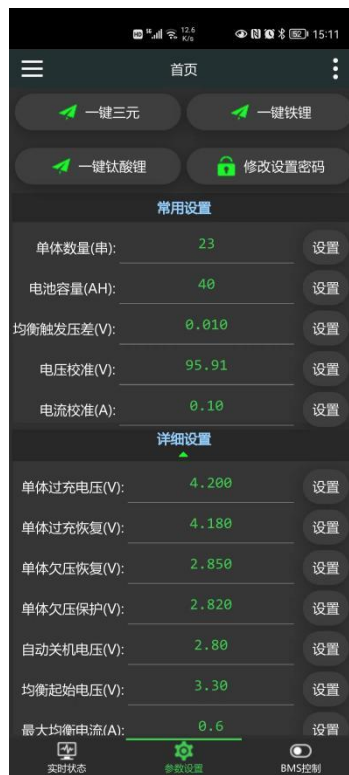 HD 5G 12.6 K/s 52 15:11
首页
一键三元 一键铁锂
一键钛酸锂 修改设置密码
常用设置
单体数量(串): 23 设置
电池容量(AH): 40 设置
均衡触发压差(V): 0.010 设置
电压校准(V): 95.91 设置
电流校准(A): 0.10 设置
详细设置
单体过充电压(V): 4.200 设置
单体过充恢复(V): 4.180 设置
单体欠压恢复(V): 2.850 设置
单体欠压保护(V): 2.820 设置
自动关机电压(V): 2.80 设置
均衡起始电压(V): 3.30 设置
最大均衡电流(A): 0.6 设置
实时状态 参数设置 BMS控制